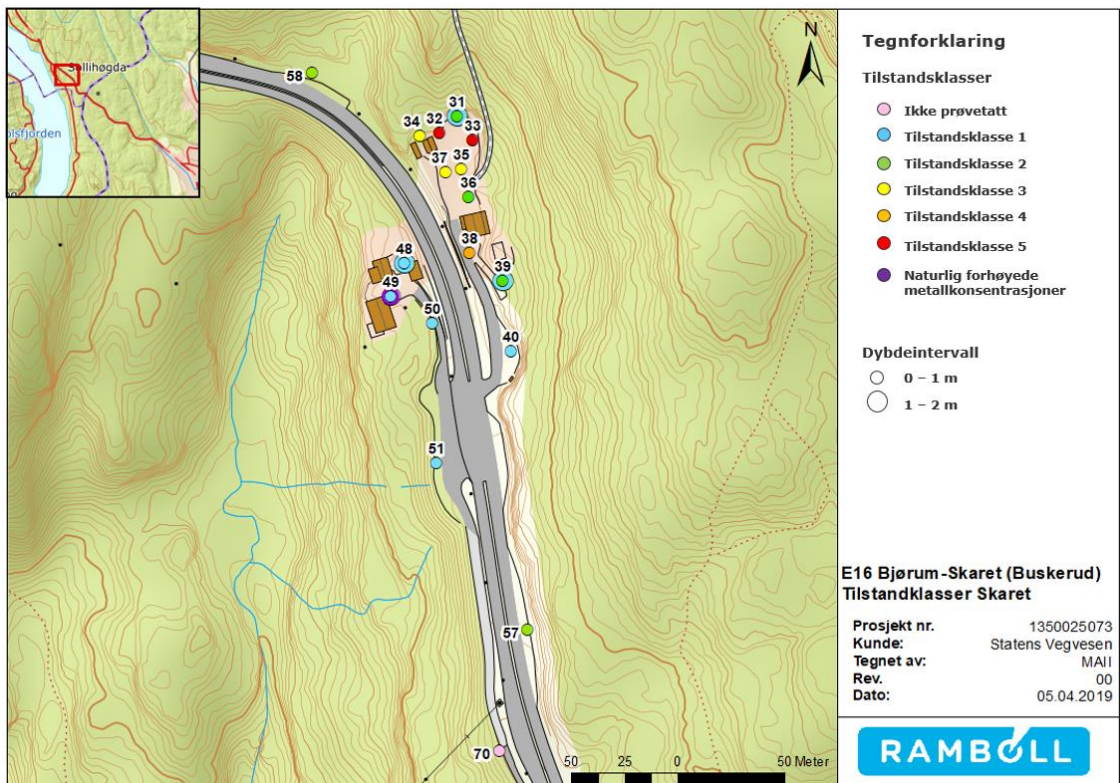 Sollihøgda
olsfjorden
N
58
31
32
33
34
35
37
36
38
48
39
49
50
40
51
57
70
50 25 0 50 Meter
Tegnforklaring
Tilstandsklasser
Ikke prøvetatt
Tilstandsklasse 1
Tilstandsklasse 2
Tilstandsklasse 3
Tilstandsklasse 4
Tilstandsklasse 5
Naturlig forhøyede
metallkonsentrasjoner
Dybdeintervall
0 – 1 m
1 – 2 m
E16 Bjørum-Skaret (Buskerud)
Tilstandklasser Skaret
Prosjekt nr. 1350025073
Kunde: Statens Vegvesen
Tegnet av: MAII
Rev. 00
Dato: 05.04.2019
RAMBOLL